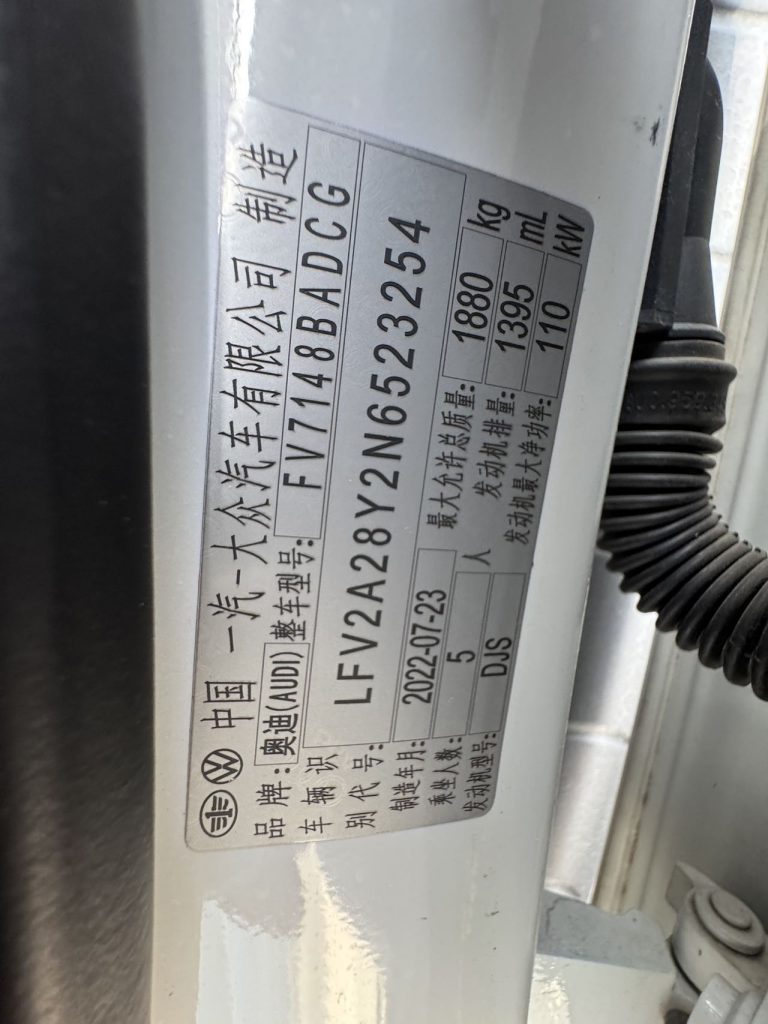 中国 一汽-大众汽车有限公司 制造
品牌: 奥迪(AUDI) 整车型号: FV7148BADCG
车辆识别代号: LFV2A28Y2N6523254
制造年月: 2022-07-23 最大允许总质量: 1880 kg
乘坐人数: 5 人 发动机排量: 1395 mL
发动机型号: DJS 发动机最大净功率: 110 kW